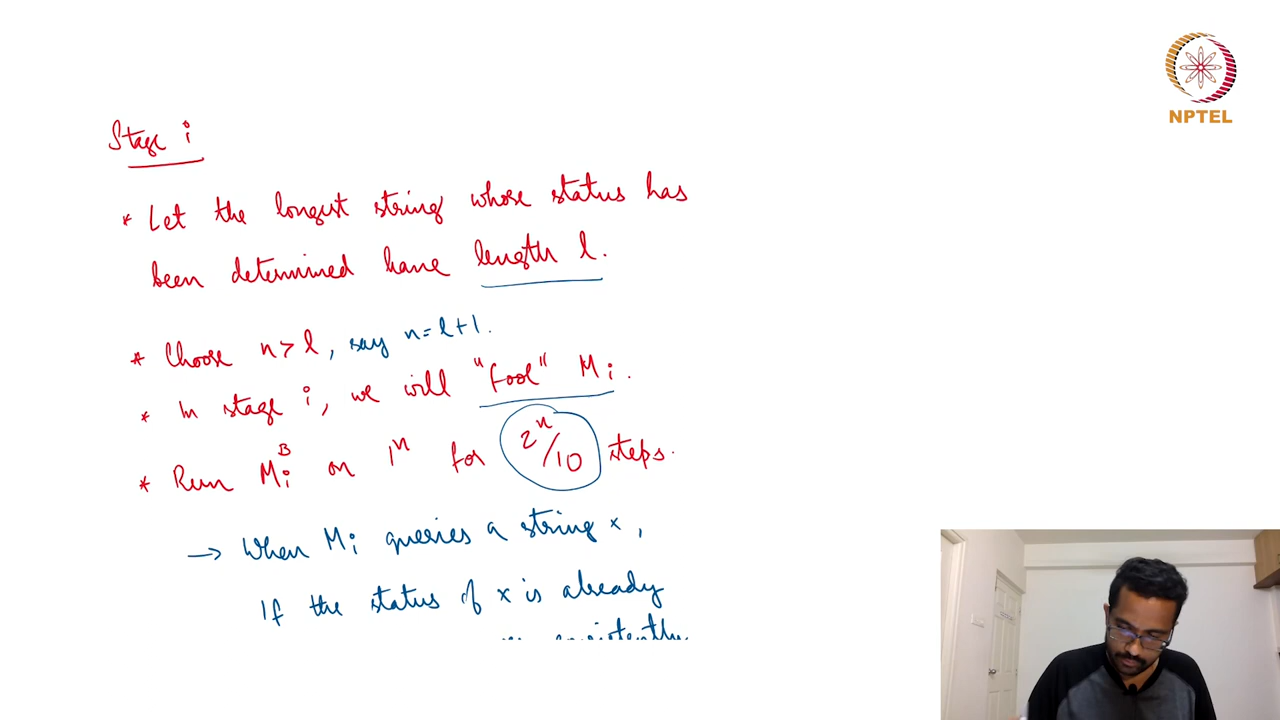 NPTEL
Stage i
* Let the longest string whose status has
been determined have length l.
* Choose n > l, say n = l+1.
* In stage i, we will "fool" Mi.
* Run Mi^B on 1^n for 2^n/10 steps.
→ When Mi queries a string x,
If the status of x is already
consistently